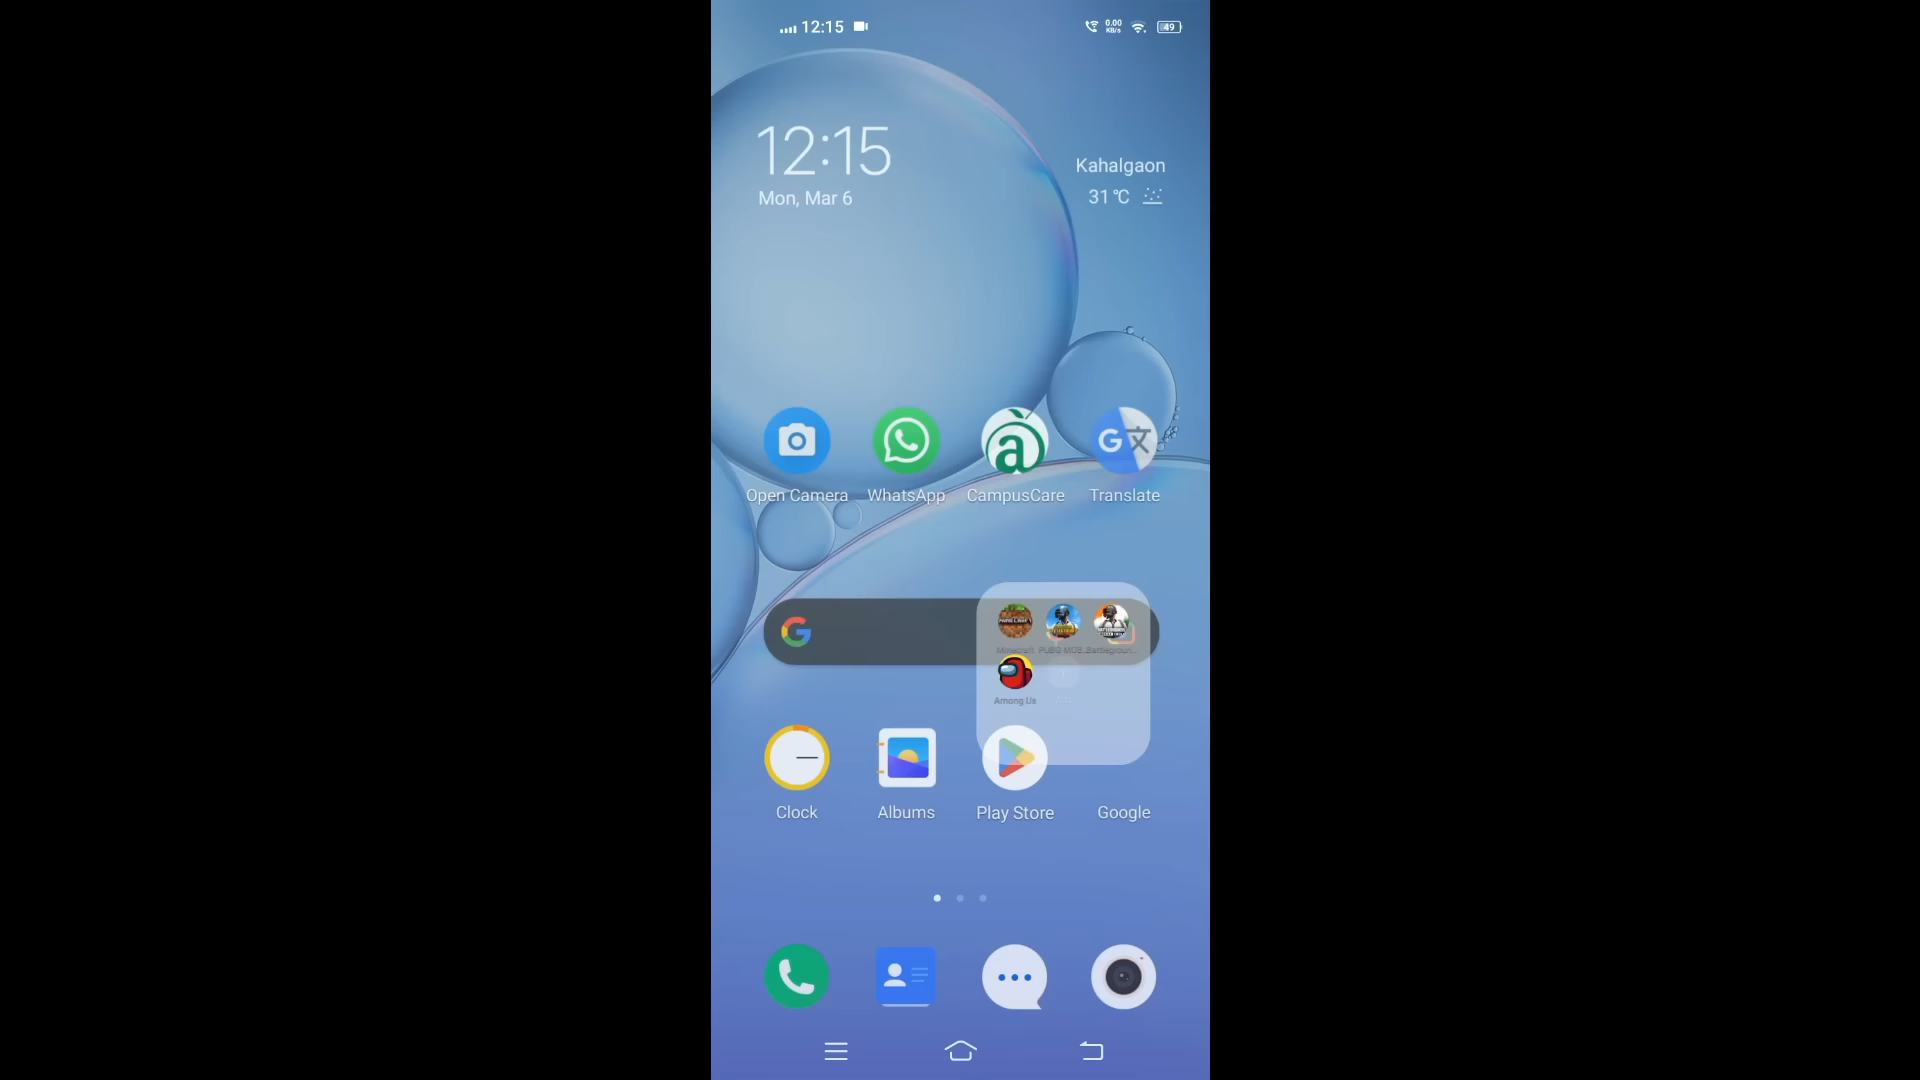 12:15
0.00
KB/s
49
12:15
Mon, Mar 6
Kahalgaon
31°C
Open Camera
WhatsApp
CampusCare
Translate
Minecraft
PUBG MOB...
Battlegroun...
Among Us
Clock
Albums
Play Store
Google